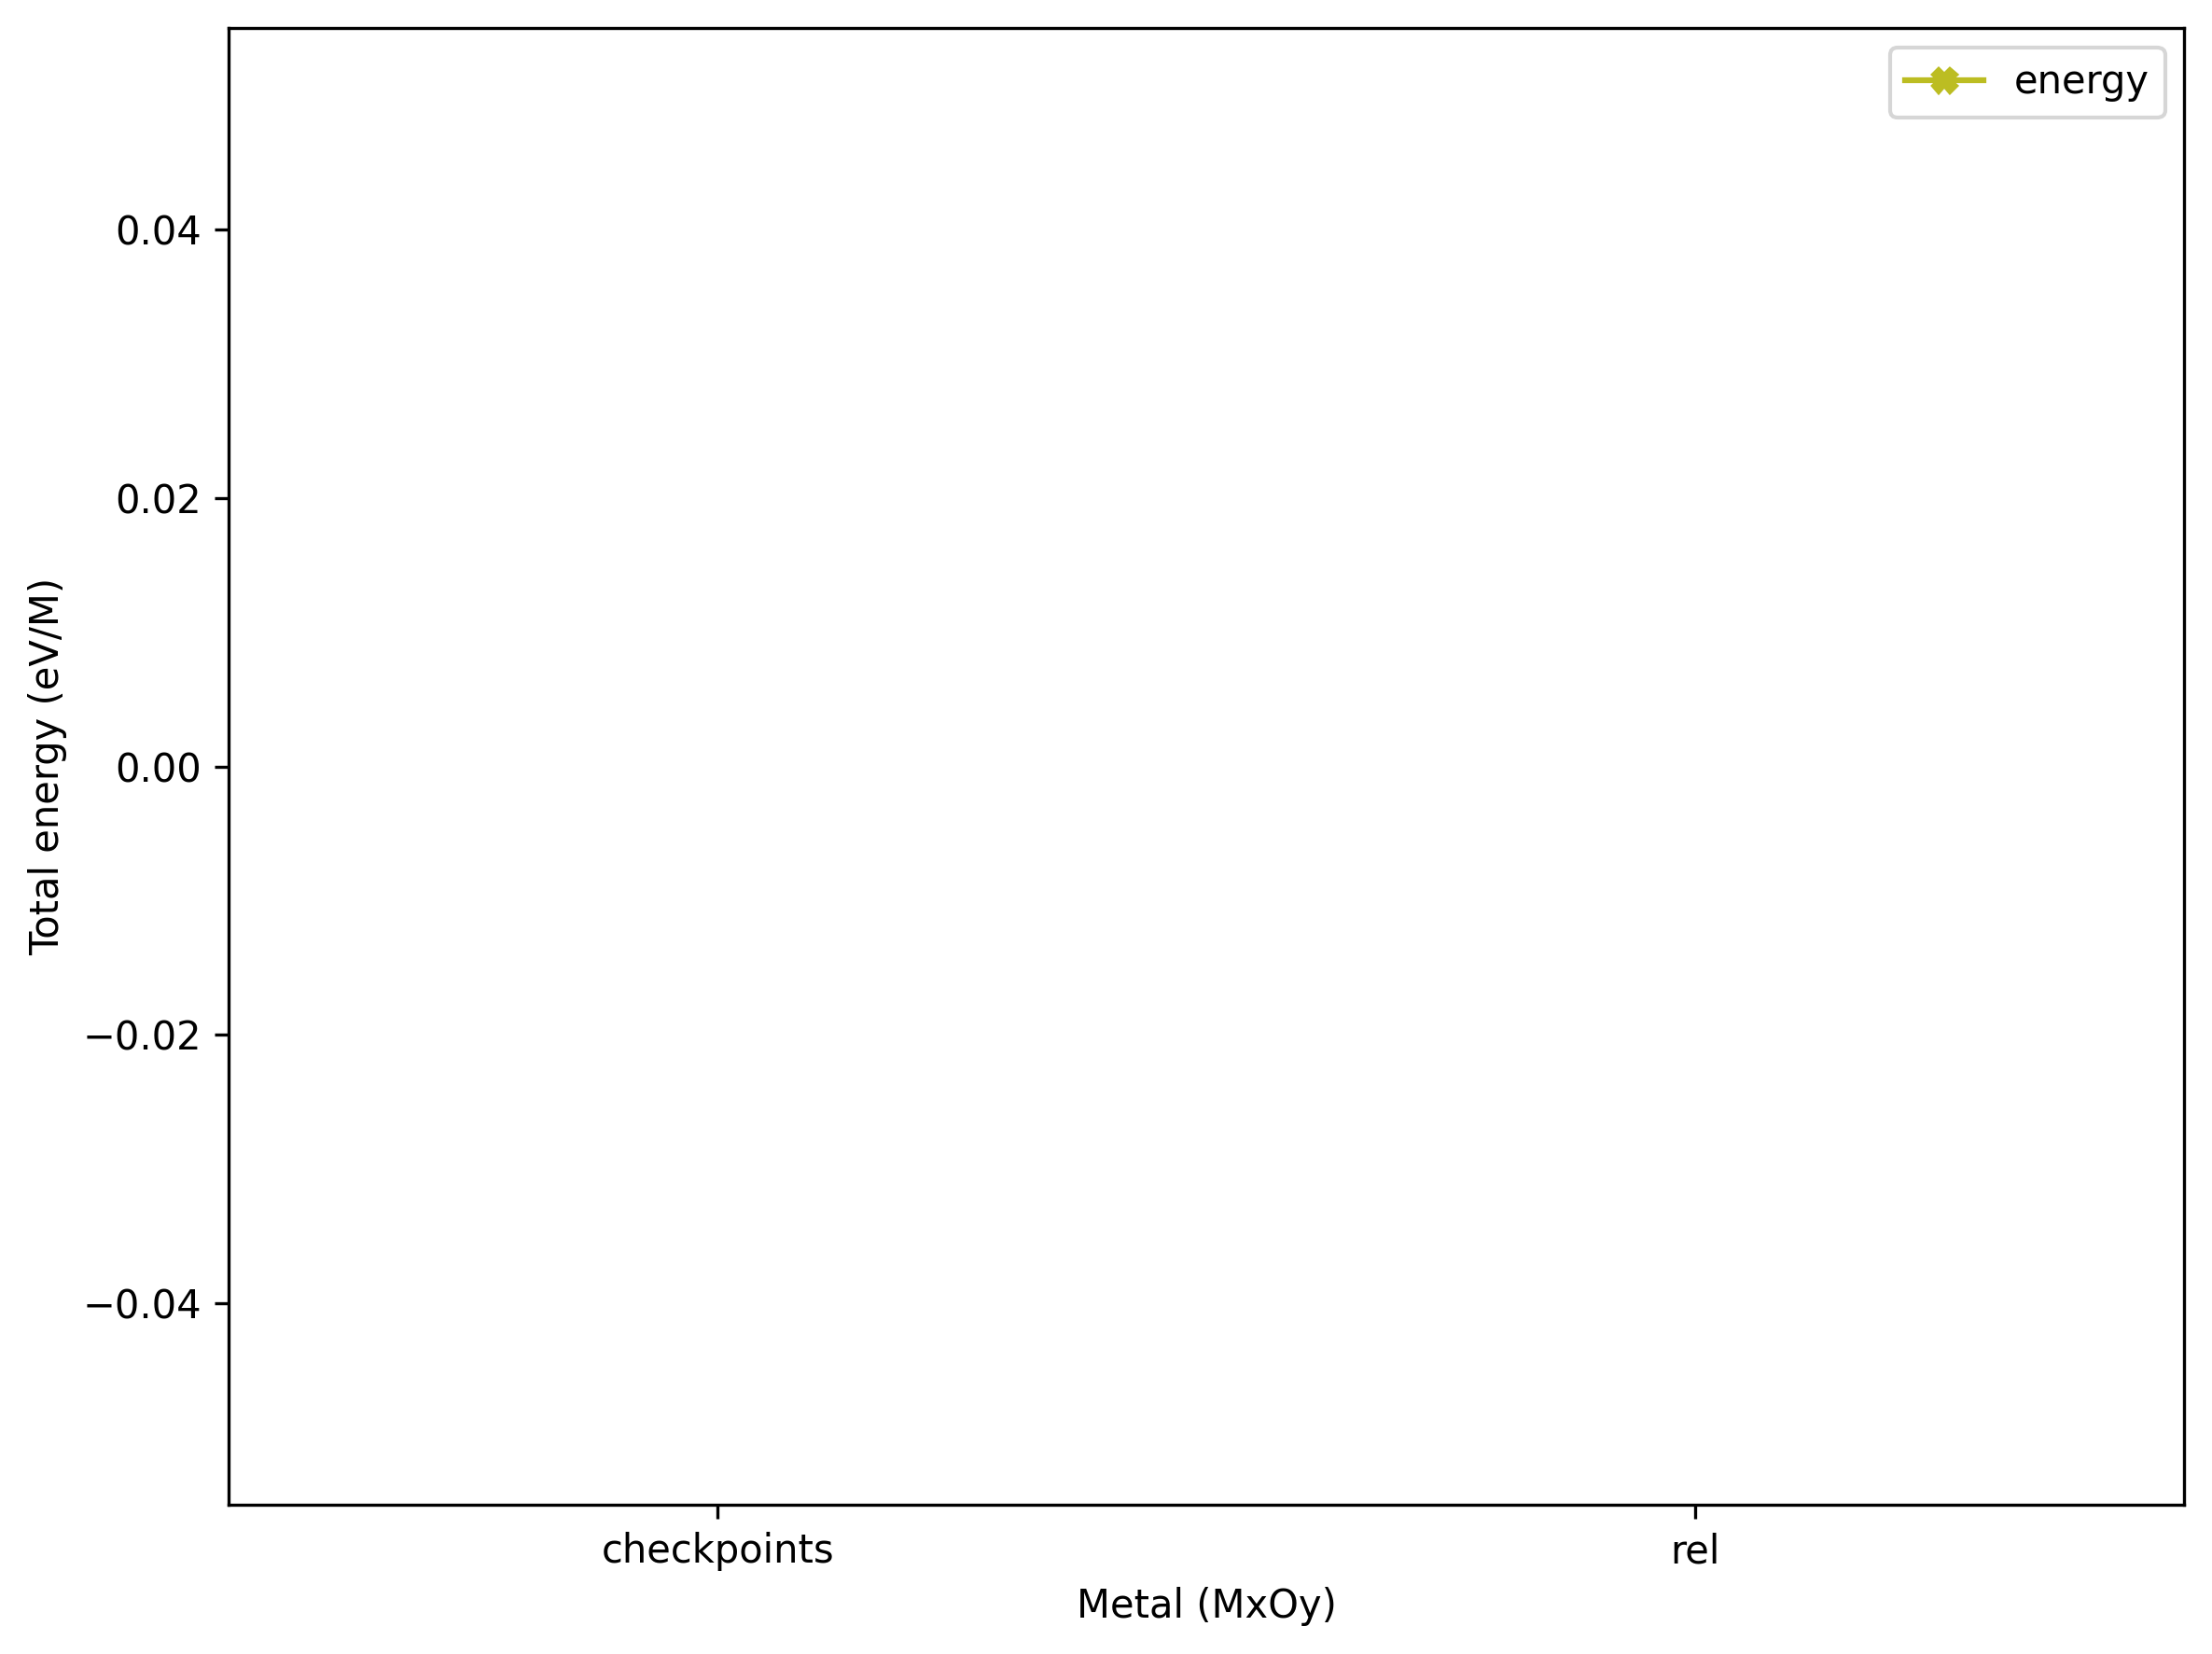 energy
0.04
0.02
0.00
−0.02
−0.04
Total energy (eV/M)
checkpoints
rel
Metal (MxOy)